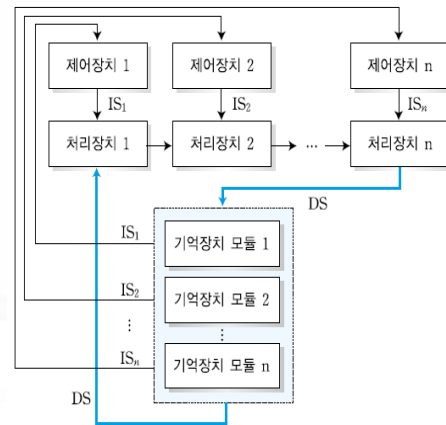 제어장치 1 제어장치 2 제어장치 n
IS₁ IS₂ ISₙ
처리장치 1 처리장치 2 ... 처리장치 n
DS
IS₁ 기억장치 모듈 1
IS₂ 기억장치 모듈 2
⋮ ⋮
ISₙ 기억장치 모듈 n
DS